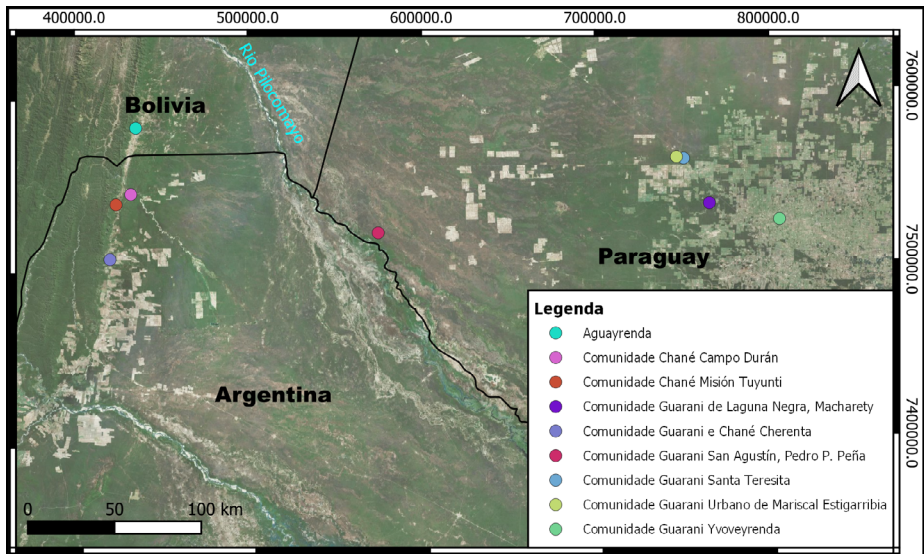 400000.0 500000.0 600000.0 700000.0 800000.0
Rio Pilocomayo
Bolivia
7600000.0
Paraguay
7500000.0
Argentina
7400000.0
0 50 100 km
Legenda
Aguayrenda
Comunidade Chané Campo Durán
Comunidade Chané Misión Tuyunti
Comunidade Guarani de Laguna Negra, Macharety
Comunidade Guarani e Chané Cherenta
Comunidade Guarani San Agustín, Pedro P. Peña
Comunidade Guarani Santa Teresita
Comunidade Guarani Urbano de Mariscal Estigarribia
Comunidade Guarani Yvoveyrenda